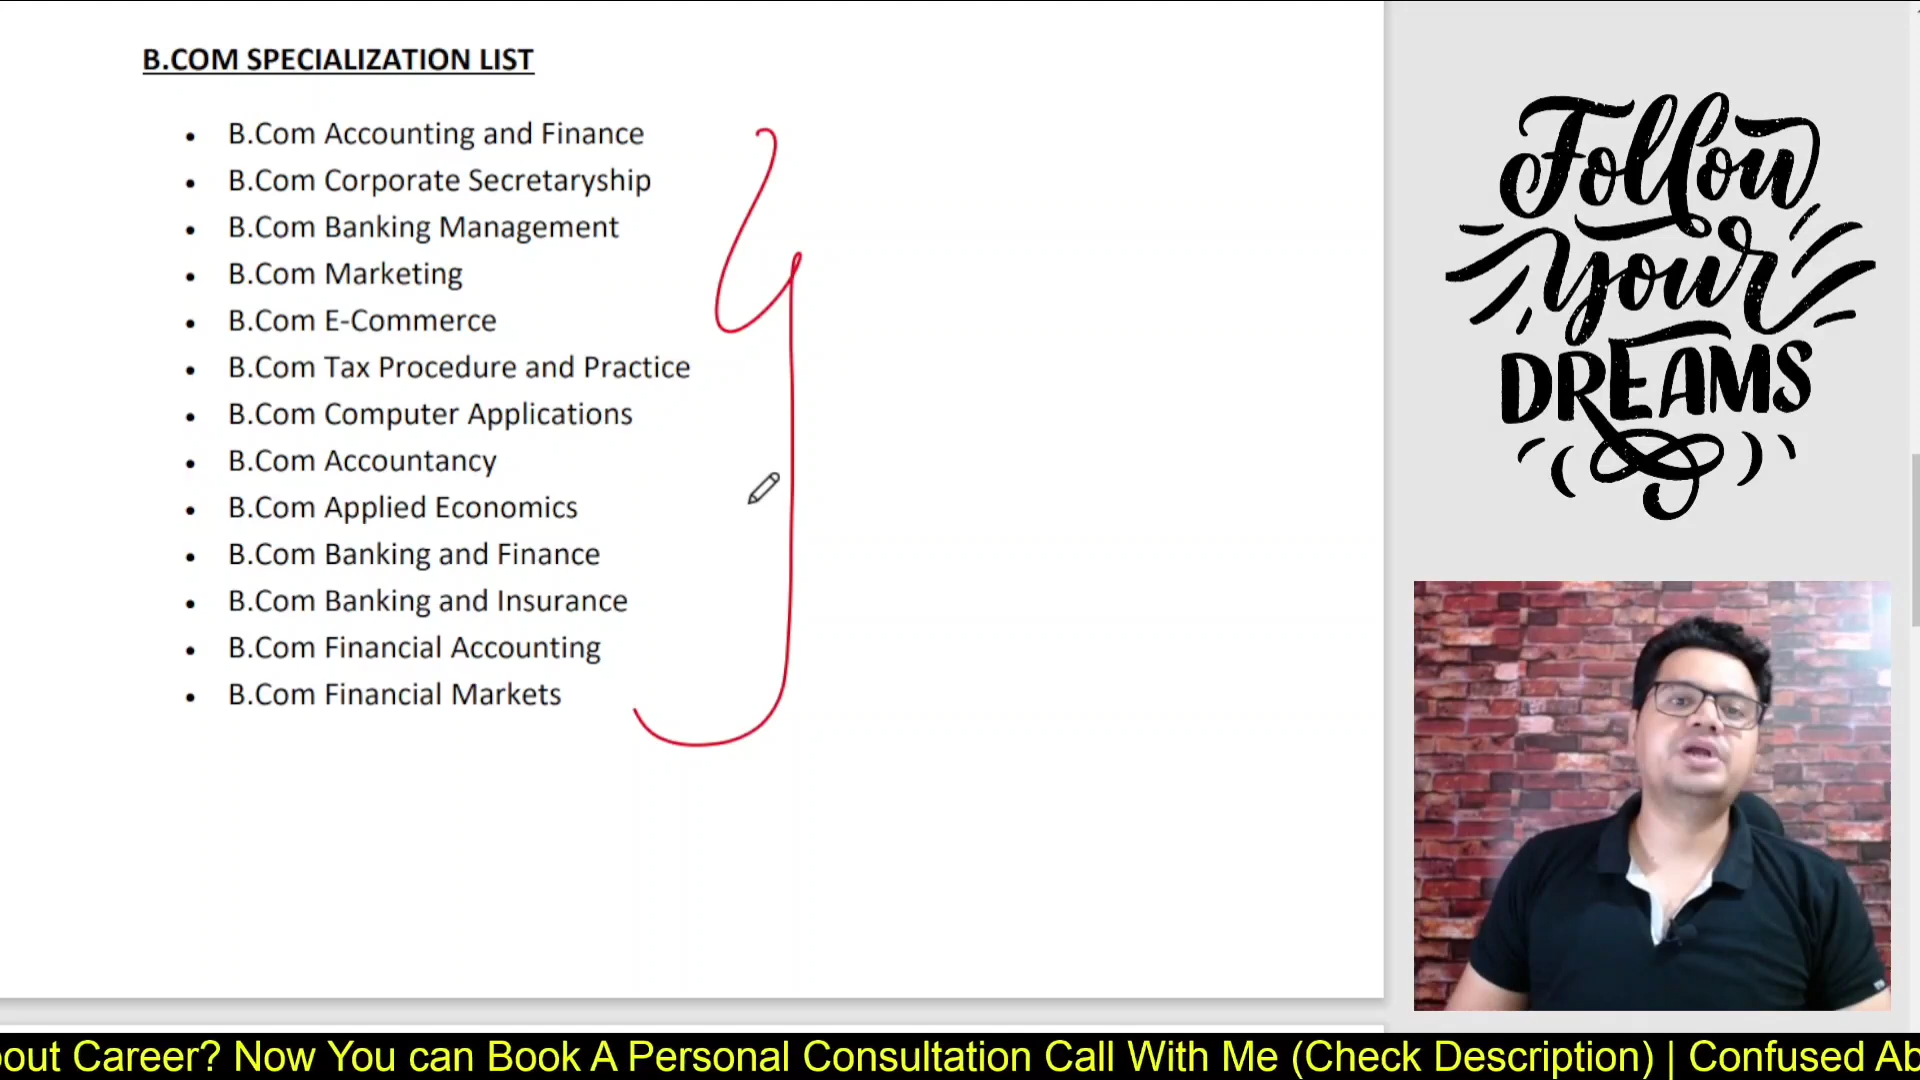 B.COM SPECIALIZATION LIST
• B.Com Accounting and Finance
• B.Com Corporate Secretaryship
• B.Com Banking Management
• B.Com Marketing
• B.Com E-Commerce
• B.Com Tax Procedure and Practice
• B.Com Computer Applications
• B.Com Accountancy
• B.Com Applied Economics
• B.Com Banking and Finance
• B.Com Banking and Insurance
• B.Com Financial Accounting
• B.Com Financial Markets
Follow
Your
DREAMS
out Career? Now You can Book A Personal Consultation Call With Me (Check Description) | Confused Ab